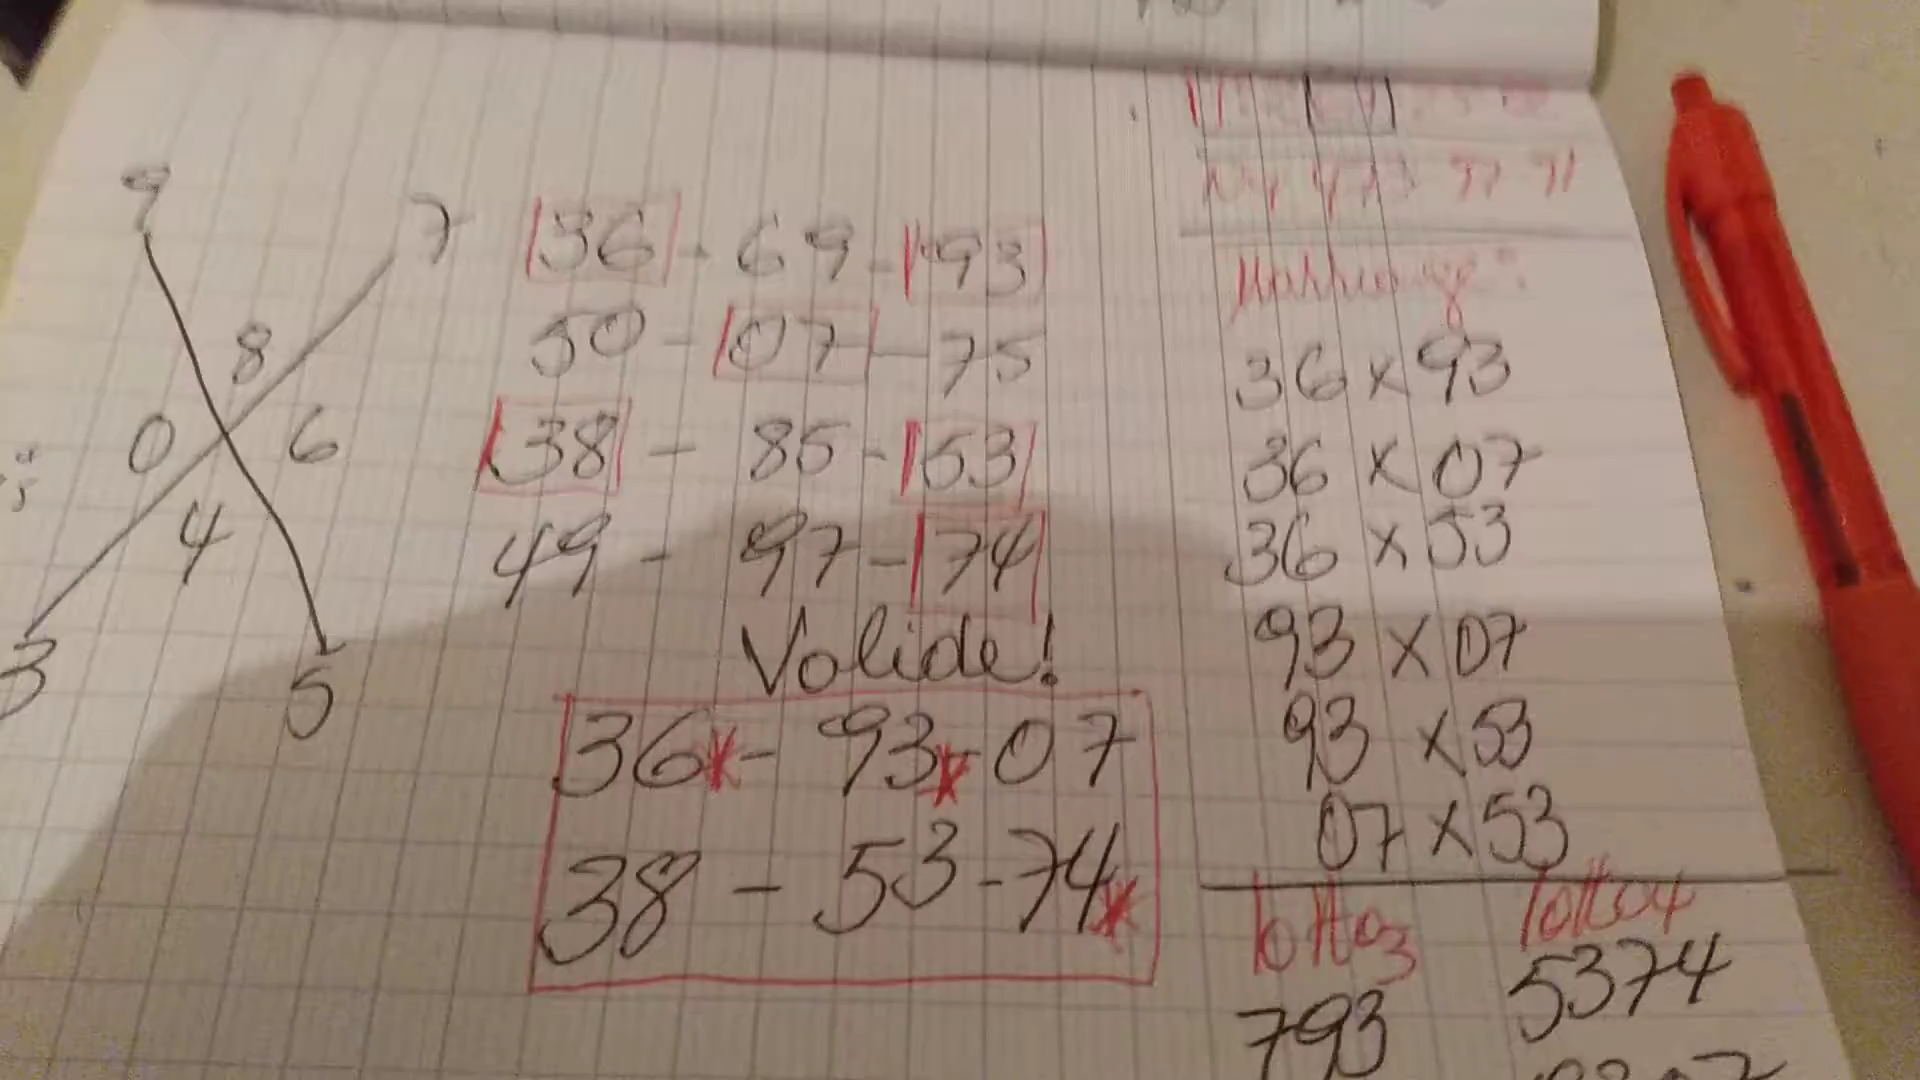 9 7
8
0 6
4
3 5
36 - 69 - 93
50 - 07 - 75
38 - 85 - 53
49 - 97 - 74
Valide!
36* - 93* - 07
38 - 53 - 74*
36 x 93
36 x 07
36 x 53
93 x 07
93 x 53
07 x 53
lotto3 lotto4
793 5374